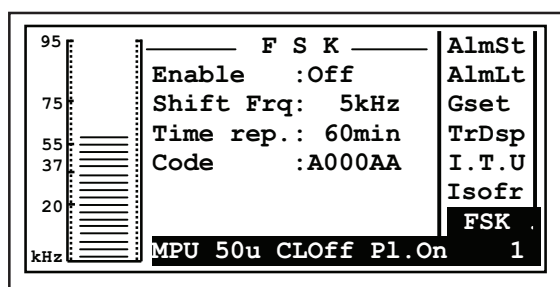 95
75
55
37
20
kHz
F S K
Enable :Off
Shift Frq: 5kHz
Time rep.: 60min
Code :A000AA
AlmSt
AlmLt
Gset
TrDsp
I.T.U
Isofr
FSK .
MPU 50u CLOff Pl.On 1